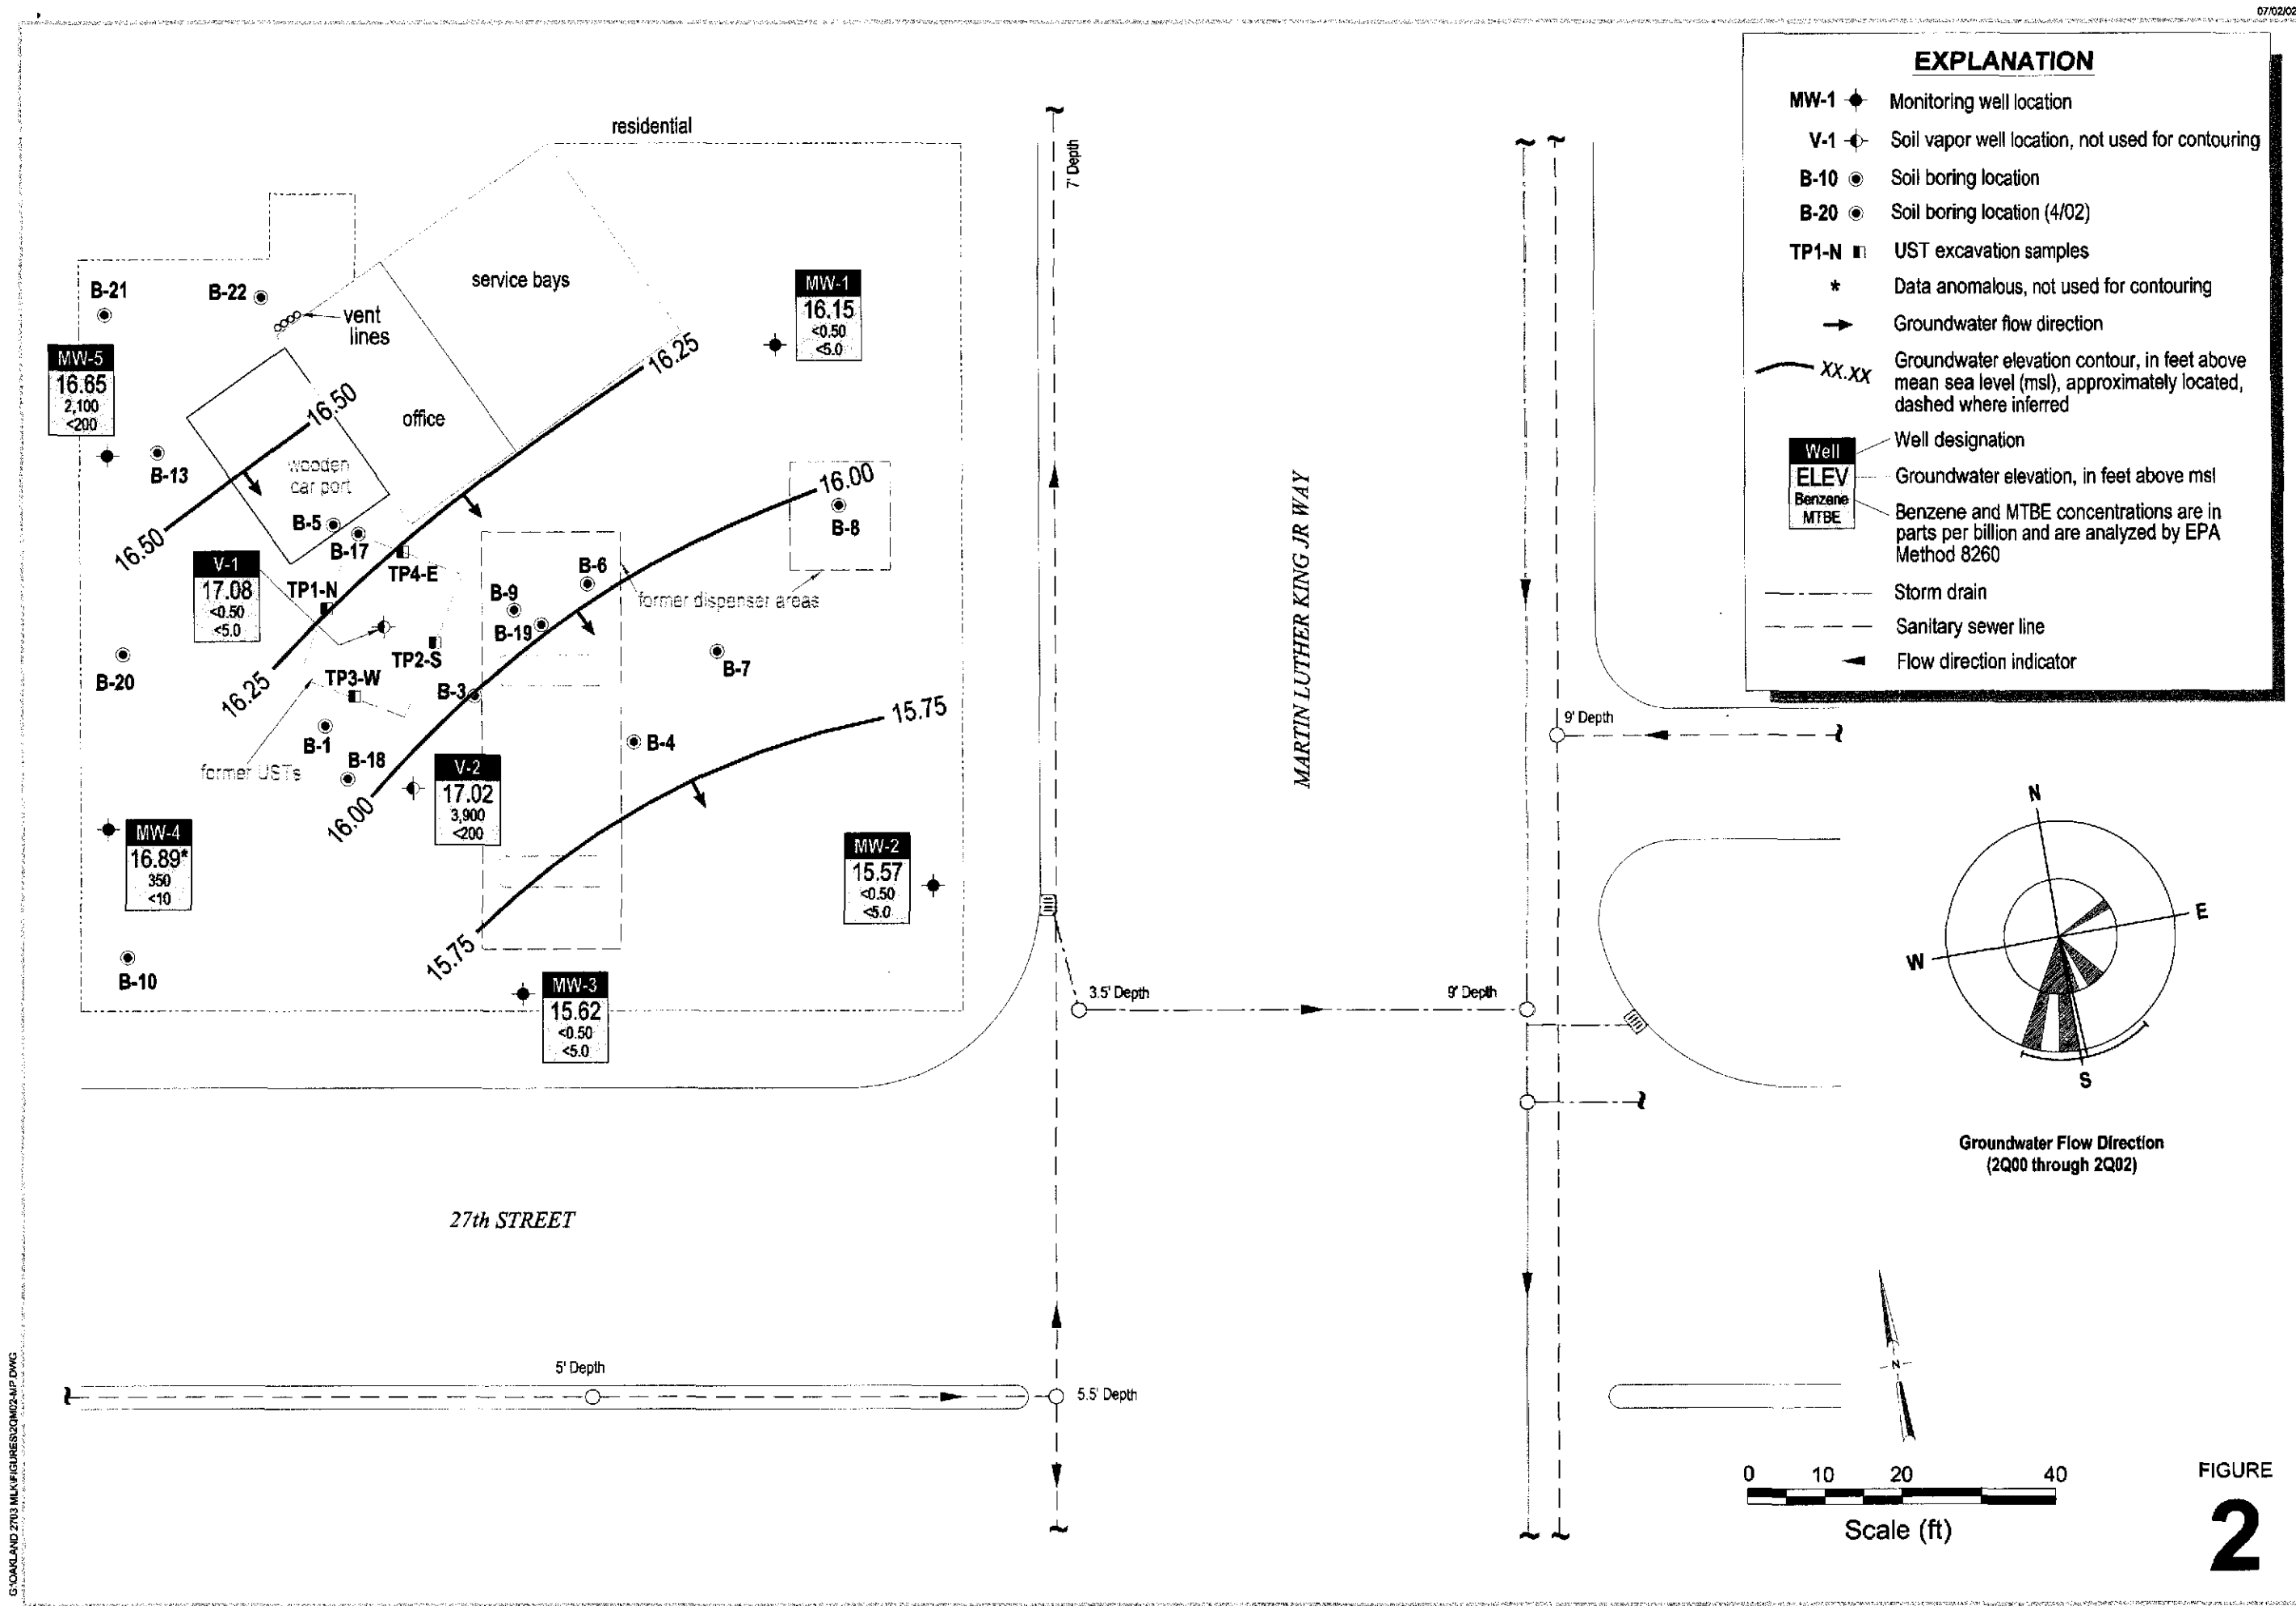 07/02/02
EXPLANATION
MW-1 Monitoring well location
V-1 Soil vapor well location, not used for contouring
B-10 Soil boring location
B-20 Soil boring location (4/02)
TP1-N UST excavation samples
* Data anomalous, not used for contouring
Groundwater flow direction
XX.XX Groundwater elevation contour, in feet above
mean sea level (msl), approximately located,
dashed where inferred
Well
ELEV
Benzene
MTBE
Well designation
Groundwater elevation, in feet above msl
Benzene and MTBE concentrations are in
parts per billion and are analyzed by EPA
Method 8260
Storm drain
Sanitary sewer line
Flow direction indicator
residential
7' Depth
service bays
MW-1
16.15
<0.50
<5.0
B-21
B-22
vent
lines
MW-5
16.65
2,100
<200
16.25
16.50
office
B-13
wooden
car port
16.00
B-8
B-5
B-17
16.50
V-1
17.08
<0.50
<5.0
TP1-N
TP4-E
B-6
B-9
former dispenser areas
B-19
B-20
TP2-S
B-7
16.25
TP3-W
B-3
15.75
B-1
B-4
B-18
former USTs
V-2
17.02
3,900
<200
16.00
MW-4
16.89*
350
<10
MW-2
15.57
<0.50
<5.0
15.75
B-10
MW-3
15.62
<0.50
<5.0
MARTIN LUTHER KING JR WAY
9' Depth
3.5' Depth
9' Depth
N
E
W
S
Groundwater Flow Direction
(2Q00 through 2Q02)
27th STREET
5' Depth
5.5' Depth
N
0 10 20 40
Scale (ft)
FIGURE
2
G:\OAKLAND 2703 MLK\FIGURES\2QM02-MP.DWG